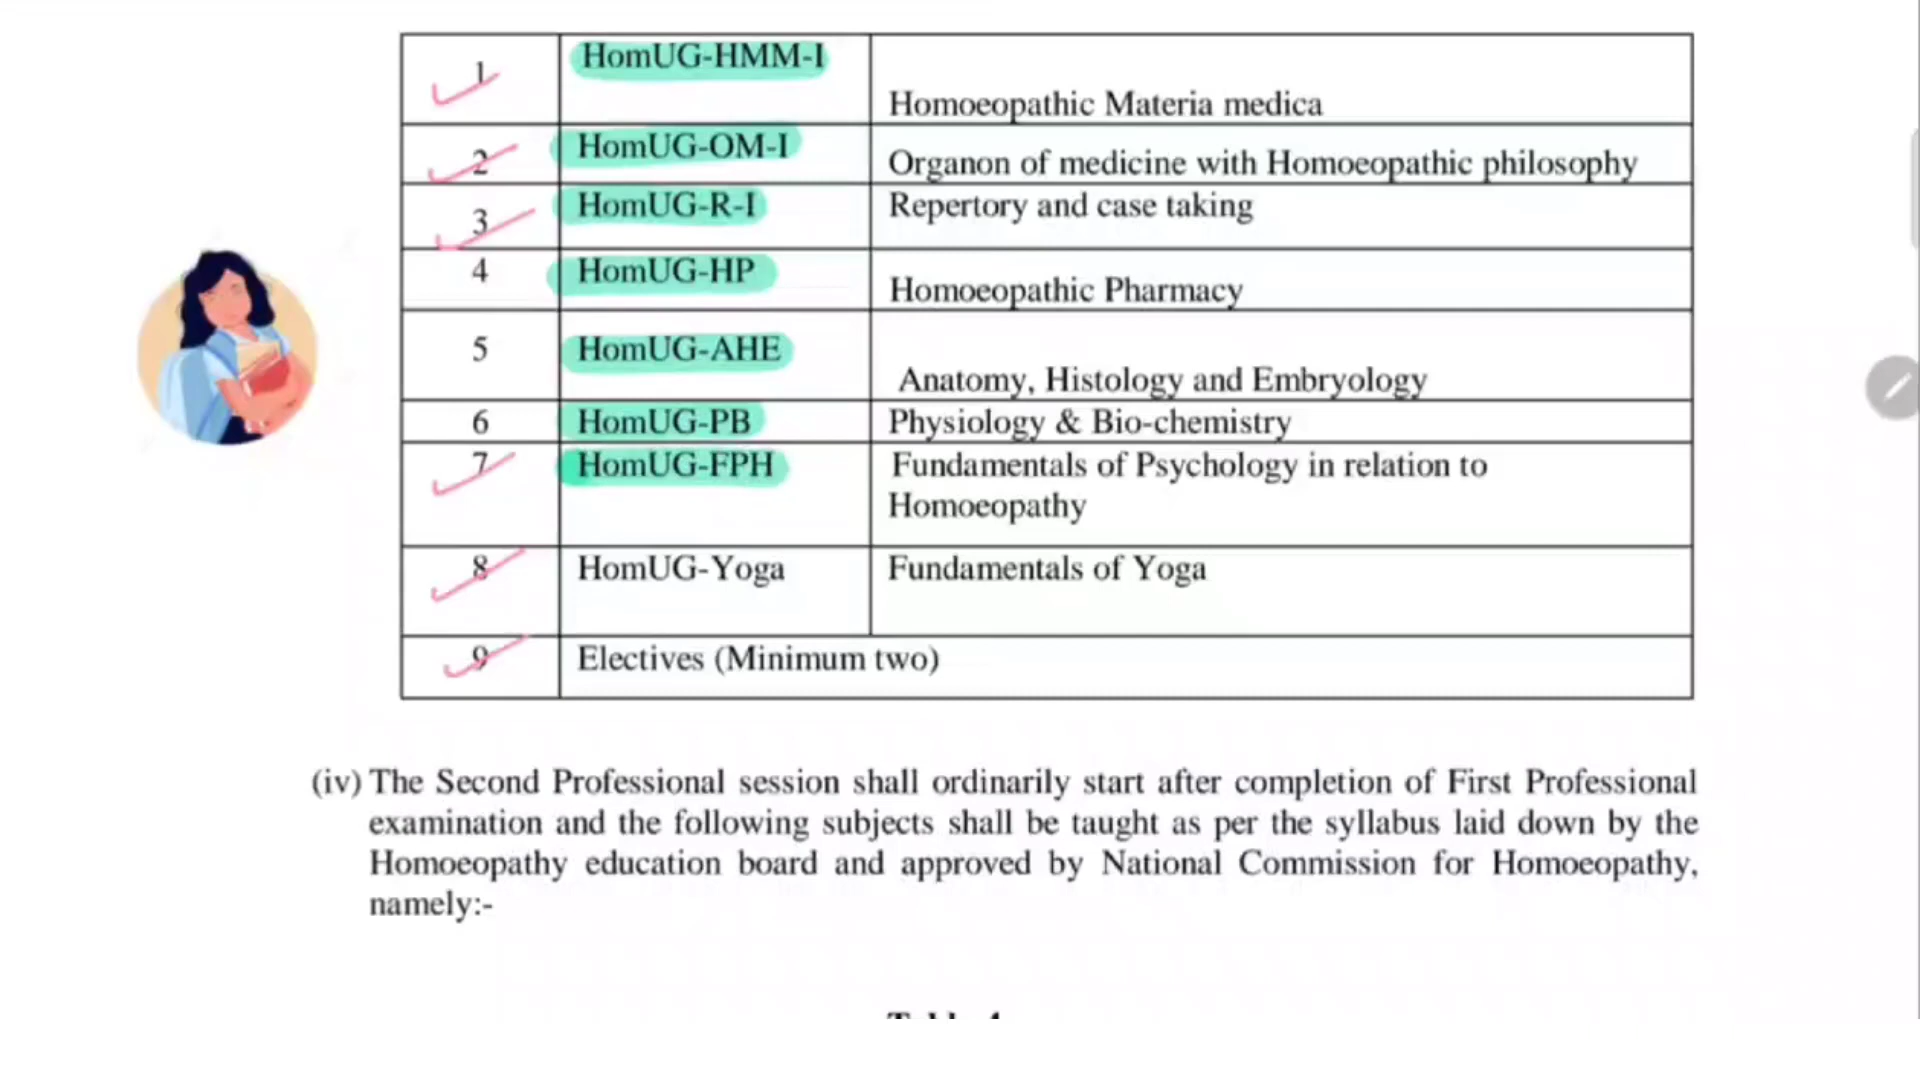 1 HomUG-HMM-I Homoeopathic Materia medica
2 HomUG-OM-I Organon of medicine with Homoeopathic philosophy
3 HomUG-R-I Repertory and case taking
4 HomUG-HP Homoeopathic Pharmacy
5 HomUG-AHE Anatomy, Histology and Embryology
6 HomUG-PB Physiology & Bio-chemistry
7 HomUG-FPH Fundamentals of Psychology in relation to
Homoeopathy
8 HomUG-Yoga Fundamentals of Yoga
9 Electives (Minimum two)
(iv) The Second Professional session shall ordinarily start after completion of First Professional
examination and the following subjects shall be taught as per the syllabus laid down by the
Homoeopathy education board and approved by National Commission for Homoeopathy,
namely:-